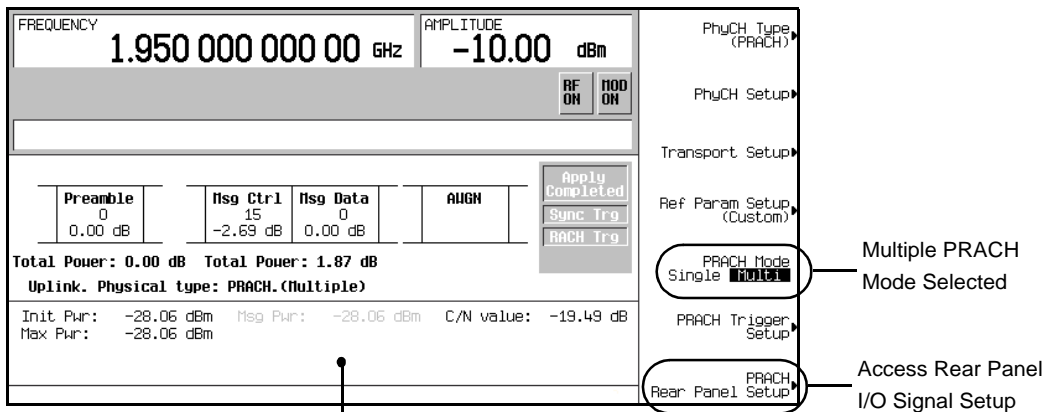 FREQUENCY
1.950 000 000 00 GHz
AMPLITUDE
-10.00 dBm
RF ON
MOD ON
Preamble
0
0.00 dB
Msg Ctrl
15
-2.69 dB
Msg Data
0
0.00 dB
AWGN
Apply
Completed
Sync Trg
RACH Trg
Total Power: 0.00 dB Total Power: 1.87 dB
Uplink. Physical type: PRACH.(Multiple)
Init Pwr: -28.06 dBm Msg Pwr: -28.06 dBm C/N value: -19.49 dB
Max Pwr: -28.06 dBm
PhyCH Type
(PRACH)
PhyCH Setup
Transport Setup
Ref Param Setup
(Custom)
PRACH Mode
Single Multi
PRACH Trigger
Setup
PRACH
Rear Panel Setup
Multiple PRACH
Mode Selected
Access Rear Panel
I/O Signal Setup